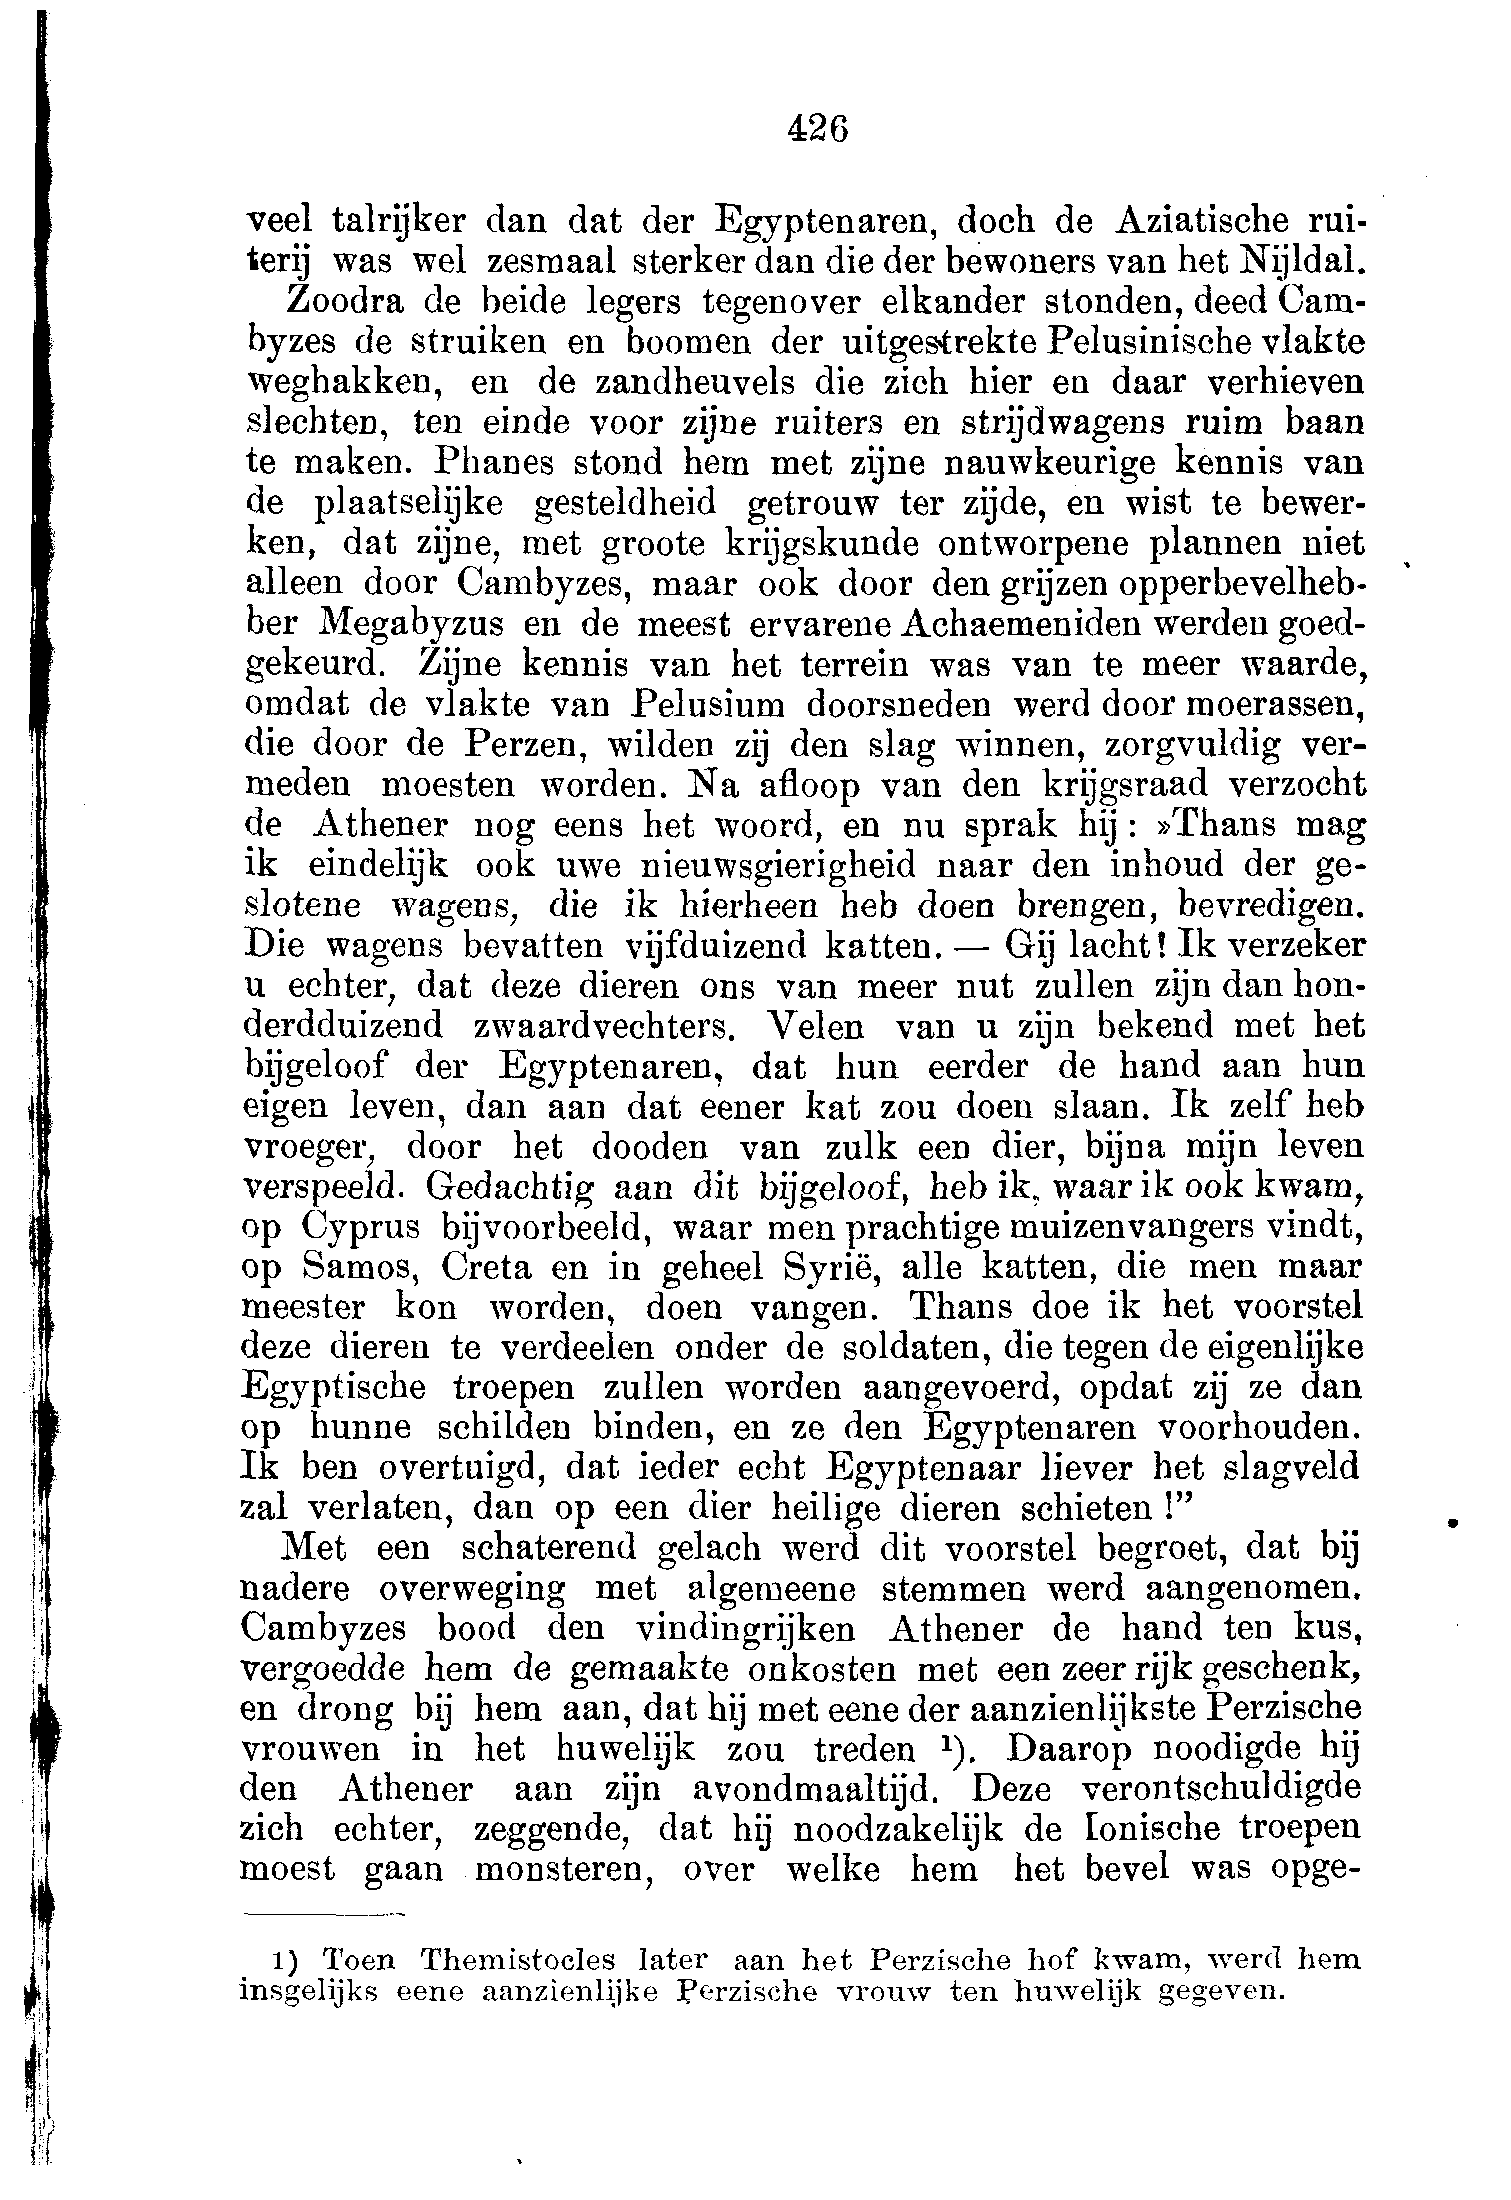 426
veel talrijker dan dat der Egyptenaren, doch de Aziatische rui-
terij was wel zesmaal sterker dan die der bewoners van het Nijldal.
Zoodra de beide legers tegenover elkander stonden, deed Cam-
byzes de struiken en boomen der uitgestrekte Pelusinische vlakte
weghakken, en de zandheuvels die zich hier en daar verhieven
slechten, ten einde voor zijne ruiters en strijdwagens ruim baan
te maken. Phanes stond hem met zijne nauwkeurige kennis van
de plaatselijke gesteldheid getrouw ter zijde, en wist te bewer-
ken, dat zijne, met groote krijgskunde ontworpene plannen niet
alleen door Cambyzes, maar ook door den grijzen opperbevelheb-
ber Megabyzus en de meest ervarene Achaemeniden werden goed-
gekeurd. Zijne kennis van het terrein was van te meer waarde,
omdat de vlakte van Pelusium doorsneden werd door moerassen,
die door de Perzen, wilden zij den slag winnen, zorgvuldig ver-
meden moesten worden. Na afloop van den krijgsraad verzocht
de Athener nog eens het woord, en nu sprak hij: »Thans mag
ik eindelijk ook uwe nieuwsgierigheid naar den inhoud der ge-
slotene wagens, die ik hierheen heb doen brengen, bevredigen.
Die wagens bevatten vijfduizend katten. — Gij lacht! Ik verzeker
u echter, dat deze dieren ons van meer nut zullen zijn dan hon-
derdduizend zwaardvechters. Velen van u zijn bekend met het
bijgeloof der Egyptenaren, dat hun eerder de hand aan hun
eigen leven, dan aan dat eener kat zou doen slaan. Ik zelf heb
vroeger, door het dooden van zulk een dier, bijna mijn leven
verspeeld. Gedachtig aan dit bijgeloof, heb ik, waar ik ook kwam,
op Cyprus bijvoorbeeld, waar men prachtige muizenvangers vindt,
op Samos, Creta en in geheel Syrië, alle katten, die men maar
meester kon worden, doen vangen. Thans doe ik het voorstel
deze dieren te verdeelen onder de soldaten, die tegen de eigenlijke
Egyptische troepen zullen worden aangevoerd, opdat zij ze dan
op hunne schilden binden, en ze den Egyptenaren voorhouden.
Ik ben overtuigd, dat ieder echt Egyptenaar liever het slagveld
zal verlaten, dan op een dier heilige dieren schieten!”
Met een schaterend gelach werd dit voorstel begroet, dat bij
nadere overweging met algemeene stemmen werd aangenomen.
Cambyzes bood den vindingrijken Athener de hand ten kus,
vergoedde hem de gemaakte onkosten met een zeer rijk geschenk,
en drong bij hem aan, dat hij met eene der aanzienlijkste Perzische
vrouwen in het huwelijk zou treden ¹). Daarop noodigde hij
den Athener aan zijn avondmaaltijd. Deze verontschuldigde
zich echter, zeggende, dat hij noodzakelijk de Ionische troepen
moest gaan monsteren, over welke hem het bevel was opge-
1) Toen Themistocles later aan het Perzische hof kwam, werd hem
insgelijks eene aanzienlijke Perzische vrouw ten huwelijk gegeven.